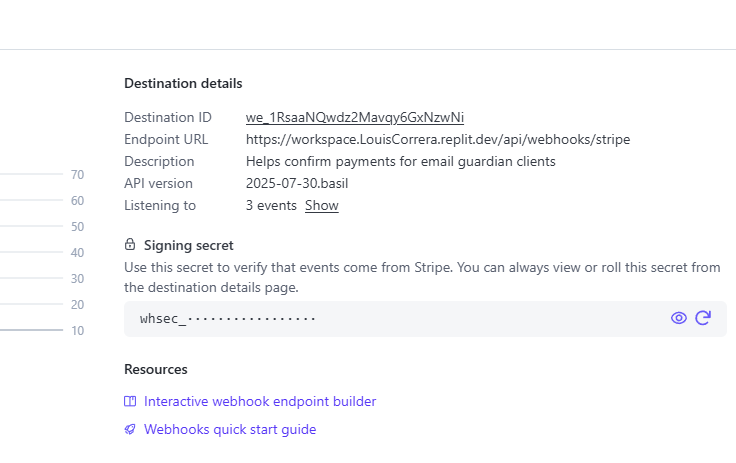 Destination details
Destination ID we_1RsaaNQwdz2Mavqy6GxNzwNi
Endpoint URL https://workspace.LouisCorrera.replit.dev/api/webhooks/stripe
Description Helps confirm payments for email guardian clients
API version 2025-07-30.basil
Listening to 3 events Show
Signing secret
Use this secret to verify that events come from Stripe. You can always view or roll this secret from
the destination details page.
whsec_·················
Resources
Interactive webhook endpoint builder
Webhooks quick start guide
70
60
50
40
30
20
10